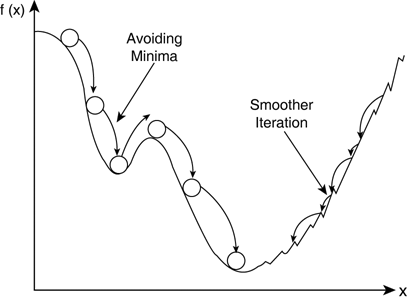 f (x)
Avoiding
Minima
Smoother
Iteration
x